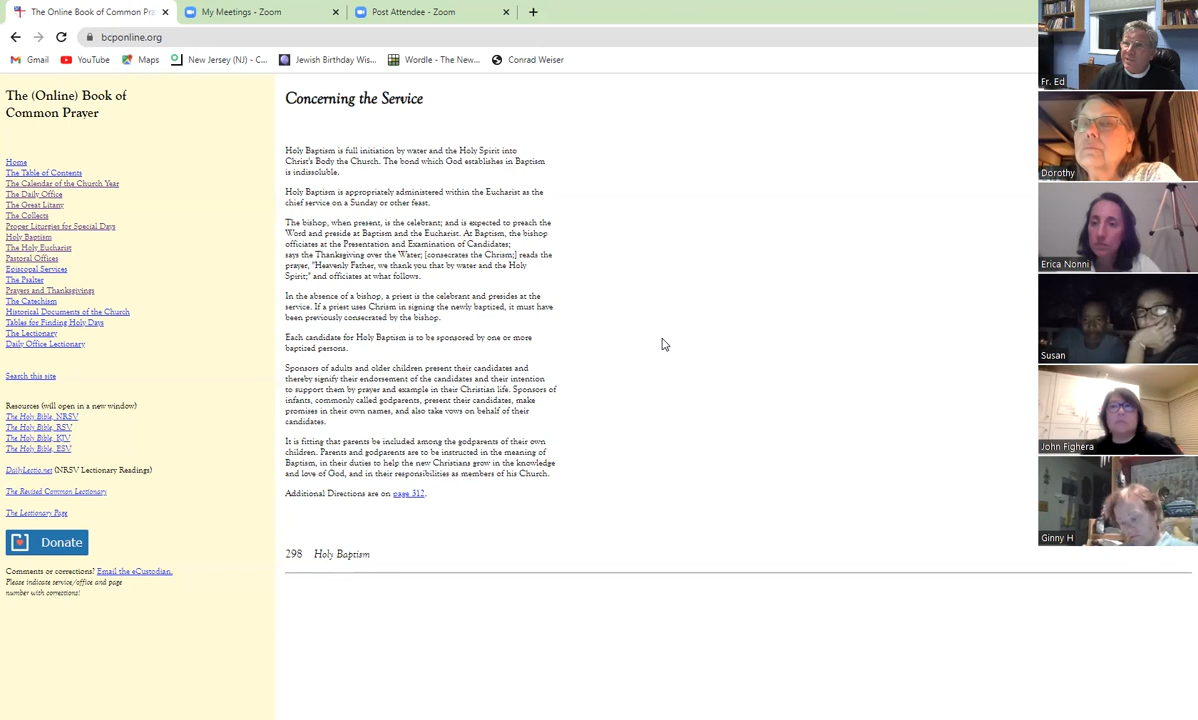 The Online Book of Common Pra
My Meetings - Zoom
Post Attendee - Zoom
bcponline.org
Gmail
YouTube
Maps
New Jersey (NJ) - C...
Jewish Birthday Wis...
Wordle - The New...
Conrad Weiser
The (Online) Book of
Common Prayer
Home
The Table of Contents
The Calendar of the Church Year
The Daily Office
The Great Litany
The Collects
Proper Liturgies for Special Days
Holy Baptism
The Holy Eucharist
Pastoral Offices
Episcopal Services
The Psalter
Prayers and Thanksgivings
The Catechism
Historical Documents of the Church
Tables for Finding Holy Days
The Lectionary
Daily Office Lectionary
Search this site
Resources (will open in a new window)
The Holy Bible, NRSV
The Holy Bible, RSV
The Holy Bible, KJV
The Holy Bible, ESV
DailyLectio.net (NRSV Lectionary Readings)
The Revised Common Lectionary
The Lectionary Page
Donate
Comments or corrections? Email the eCustodian.
Please indicate service/office and page
number with corrections!
Concerning the Service
Holy Baptism is full initiation by water and the Holy Spirit into
Christ's Body the Church. The bond which God establishes in Baptism
is indissoluble.
Holy Baptism is appropriately administered within the Eucharist as the
chief service on a Sunday or other feast.
The bishop, when present, is the celebrant; and is expected to preach the
Word and preside at Baptism and the Eucharist. At Baptism, the bishop
officiates at the Presentation and Examination of Candidates;
says the Thanksgiving over the Water; [consecrates the Chrism;] reads the
prayer, "Heavenly Father, we thank you that by water and the Holy
Spirit;" and officiates at what follows.
In the absence of a bishop, a priest is the celebrant and presides at the
service. If a priest uses Chrism in signing the newly baptized, it must have
been previously consecrated by the bishop.
Each candidate for Holy Baptism is to be sponsored by one or more
baptized persons.
Sponsors of adults and older children present their candidates and
thereby signify their endorsement of the candidates and their intention
to support them by prayer and example in their Christian life. Sponsors of
infants, commonly called godparents, present their candidates, make
promises in their own names, and also take vows on behalf of their
candidates.
It is fitting that parents be included among the godparents of their own
children. Parents and godparents are to be instructed in the meaning of
Baptism, in their duties to help the new Christians grow in the knowledge
and love of God, and in their responsibilities as members of his Church.
Additional Directions are on page 312.
298 Holy Baptism
Fr. Ed
Dorothy
Erica Nonni
Susan
John Fighera
Ginny H